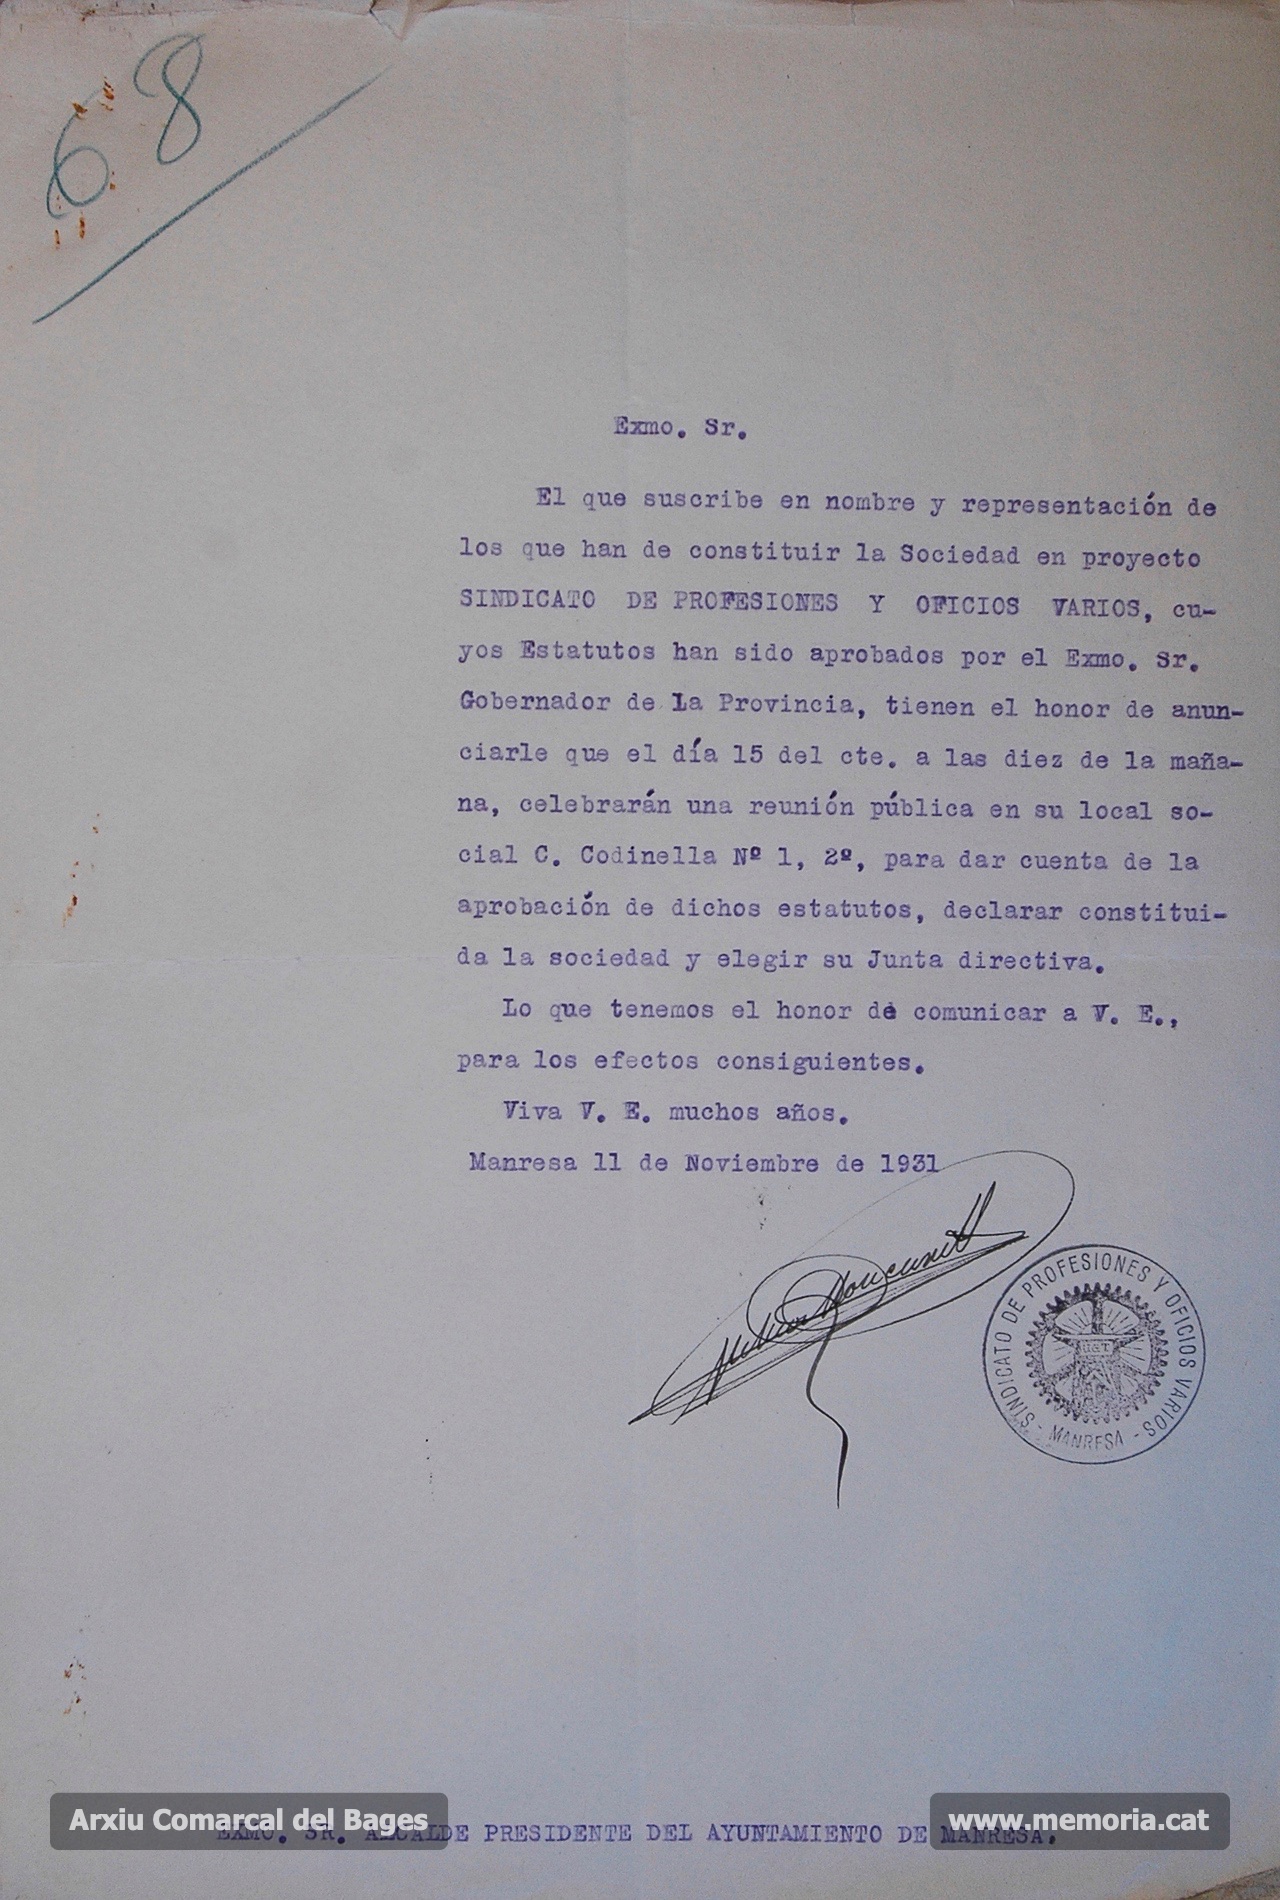 68
Exmo. Sr.
El que suscribe en nombre y representación de
los que han de constituir la Sociedad en proyecto
SINDICATO DE PROFESIONES Y OFICIOS VARIOS, cu-
yos Estatutos han sido aprobados por el Exmo. Sr.
Gobernador de La Provincia, tienen el honor de anun-
ciarle que el día 15 del cte. a las diez de la maña-
na, celebrarán una reunión pública en su local so-
cial C. Codinella Nº 1, 2º, para dar cuenta de la
aprobación de dichos estatutos, declarar constitui-
da la sociedad y elegir su Junta directiva.
Lo que tenemos el honor de comunicar a V. E.,
para los efectos consiguientes.
Viva V. E. muchos años.
Manresa 11 de Noviembre de 1931
SINDICATO DE PROFESIONES Y OFICIOS VARIOS
- MANRESA -
EXMO. SR. ALCALDE PRESIDENTE DEL AYUNTAMIENTO DE MANRESA.
Arxiu Comarcal del Bages
www.memoria.cat